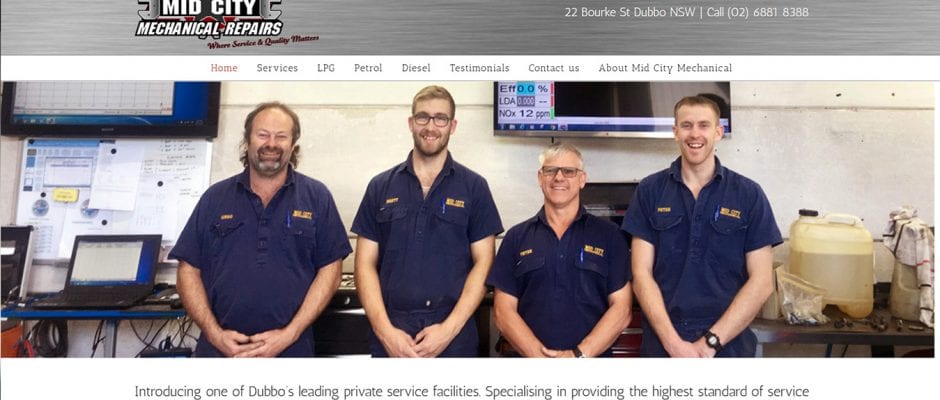 MID CITY
MECHANICAL REPAIRS
Where Service & Quality Matters
22 Bourke St Dubbo NSW | Call (02) 6881 8388
Home Services LPG Petrol Diesel Testimonials Contact us About Mid City Mechanical
Eff 0.0 %
LDA 0.000 --
NOx 12 ppm
MID CITY
MID CITY
MID CITY
PETER
MID CITY
Introducing one of Dubbo's leading private service facilities. Specialising in providing the highest standard of service